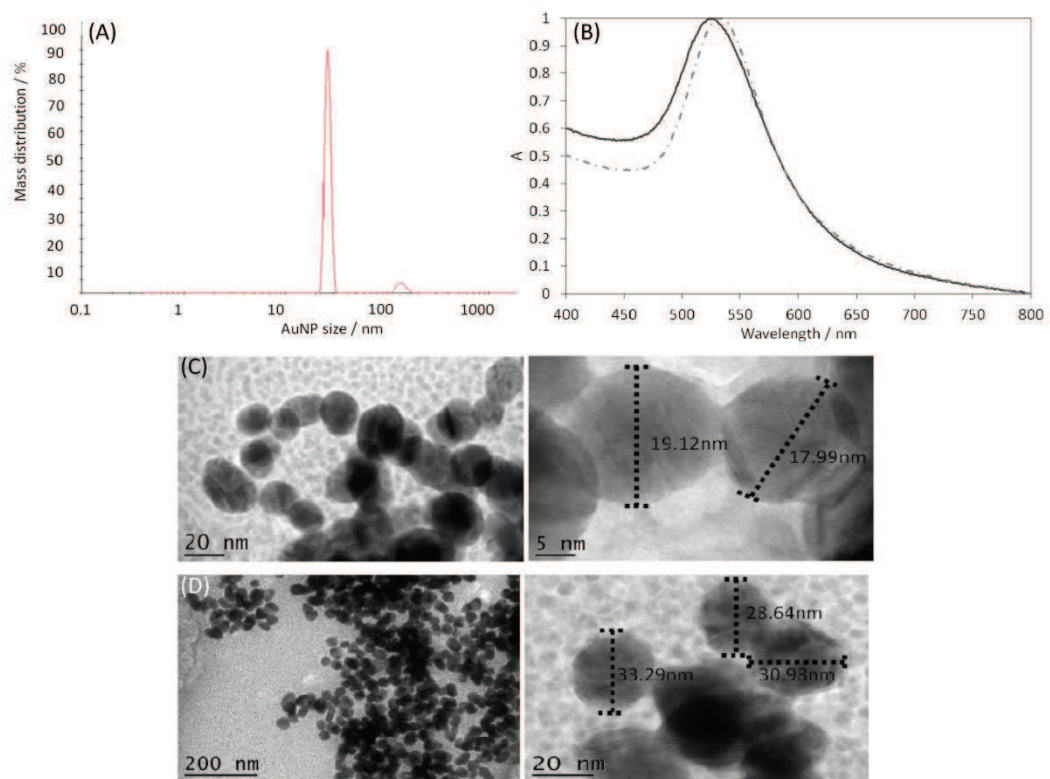 (A)
Mass distribution / %
100
90
80
70
60
50
40
30
20
10
0.1 1 10 100 1000
AuNP size / nm
(B)
A
1
0.9
0.8
0.7
0.6
0.5
0.4
0.3
0.2
0.1
0
400 450 500 550 600 650 700 750 800
Wavelength / nm
(C)
20 nm
19.12nm
17.99nm
5 nm
(D)
200 nm
28.64nm
33.29nm
30.98nm
20 nm